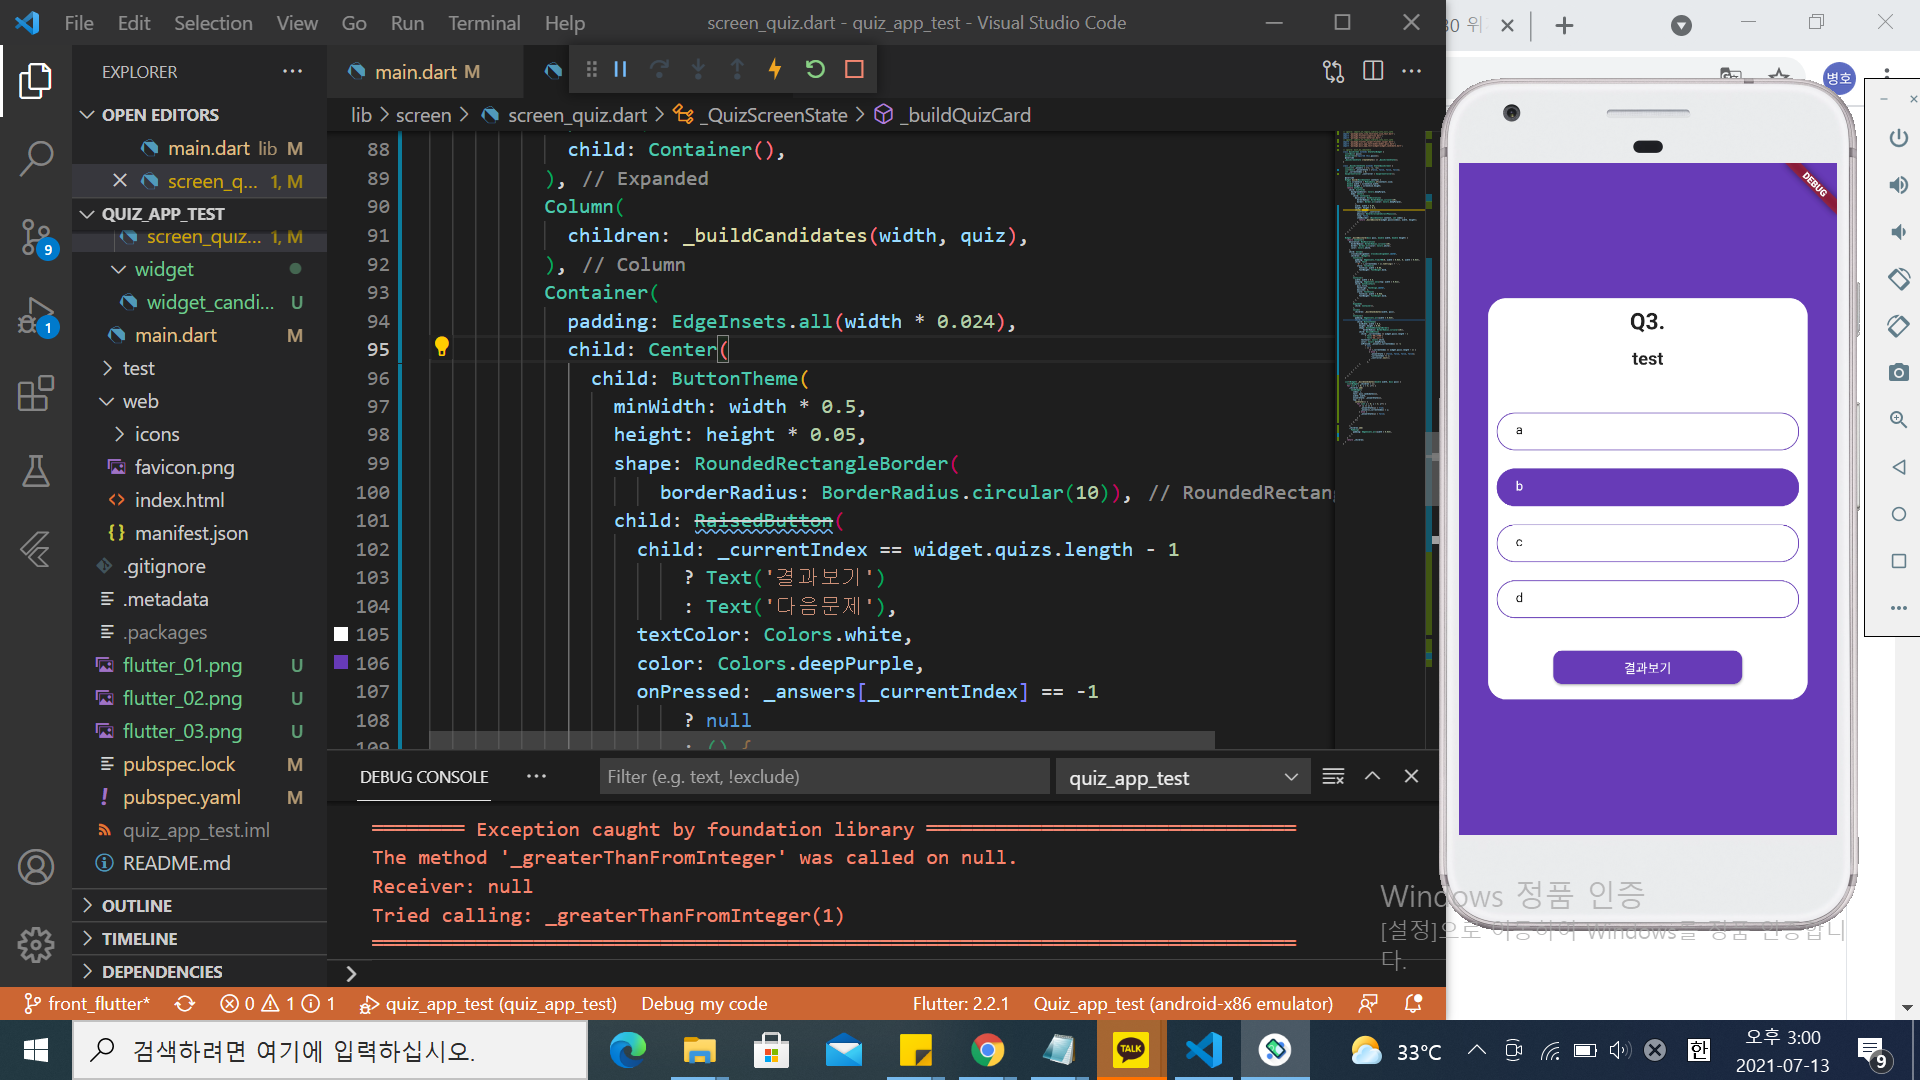 File Edit Selection View Go Run Terminal Help
screen_quiz.dart - quiz_app_test - Visual Studio Code
EXPLORER
OPEN EDITORS
main.dart lib M
screen_q... 1, M
QUIZ_APP_TEST
screen_quiz... 1, M
widget
widget_candi... U
main.dart M
test
web
icons
favicon.png
index.html
manifest.json
.gitignore
.metadata
.packages
flutter_01.png U
flutter_02.png U
flutter_03.png U
pubspec.lock M
pubspec.yaml M
quiz_app_test.iml
README.md
OUTLINE
TIMELINE
DEPENDENCIES
9
1
main.dart M
lib > screen > screen_quiz.dart > _QuizScreenState > _buildQuizCard
88 child: Container(),
89 ), // Expanded
90 Column(
91 children: _buildCandidates(width, quiz),
92 ), // Column
93 Container(
94 padding: EdgeInsets.all(width * 0.024),
95 child: Center(
96 child: ButtonTheme(
97 minWidth: width * 0.5,
98 height: height * 0.05,
99 shape: RoundedRectangleBorder(
100 borderRadius: BorderRadius.circular(10)), // RoundedRectang
101 child: RaisedButton(
102 child: _currentIndex == widget.quizs.length - 1
103 ? Text('결과보기')
104 : Text('다음문제'),
105 textColor: Colors.white,
106 color: Colors.deepPurple,
107 onPressed: _answers[_currentIndex] == -1
108 ? null
109 : () {
DEBUG CONSOLE
Filter (e.g. text, !exclude)
quiz_app_test
Exception caught by foundation library
The method '_greaterThanFromInteger' was called on null.
Receiver: null
Tried calling: _greaterThanFromInteger(1)
front_flutter* 0 1 1 quiz_app_test (quiz_app_test) Debug my code
Flutter: 2.2.1 Quiz_app_test (android-x86 emulator)
30 위
병호
DEBUG
Q3.
test
a
b
c
d
결과보기
Windows 정품 인증
[설정]으로 이동하여 Windows를 정품 인증합니
다.
검색하려면 여기에 입력하십시오.
TALK
33°C
한
오후 3:00
2021-07-13
9